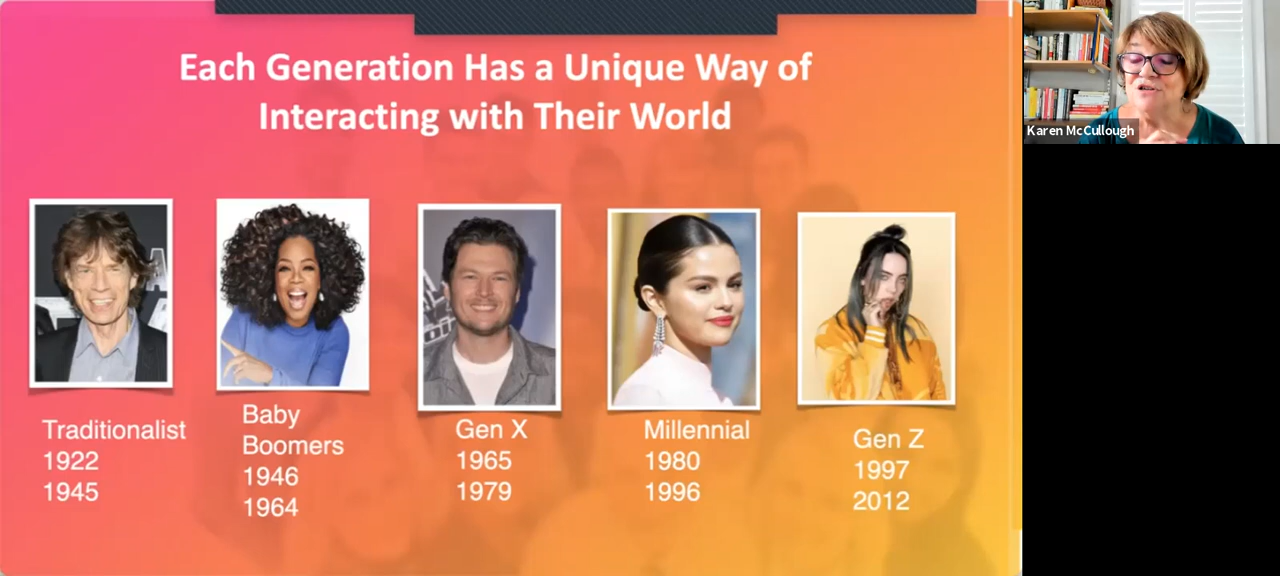 Each Generation Has a Unique Way of
Interacting with Their World
Traditionalist
1922
1945
Baby
Boomers
1946
1964
Gen X
1965
1979
Millennial
1980
1996
Gen Z
1997
2012
Karen McCullough